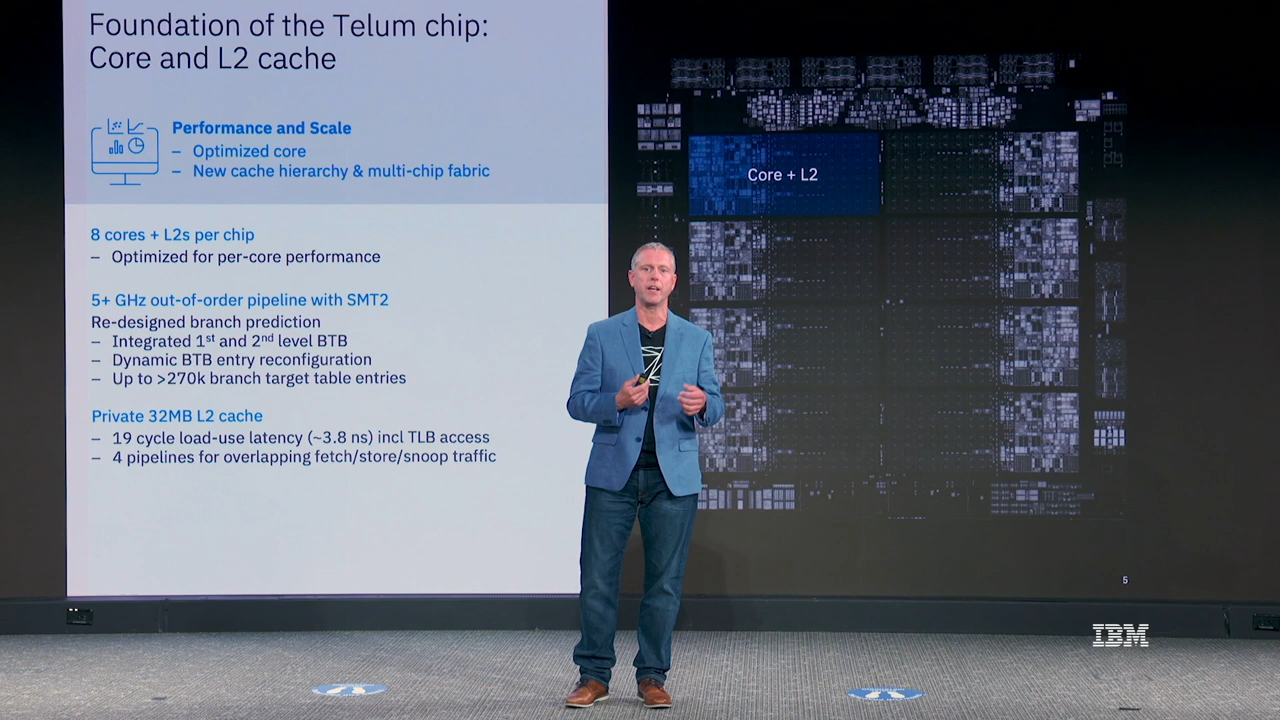 Foundation of the Telum chip:
Core and L2 cache
Performance and Scale
– Optimized core
– New cache hierarchy & multi-chip fabric
8 cores + L2s per chip
– Optimized for per-core performance
5+ GHz out-of-order pipeline with SMT2
Re-designed branch prediction
– Integrated 1st and 2nd level BTB
– Dynamic BTB entry reconfiguration
– Up to >270k branch target table entries
Private 32MB L2 cache
– 19 cycle load-use latency (~3.8 ns) incl TLB access
– 4 pipelines for overlapping fetch/store/snoop traffic
Core + L2
5
IBM